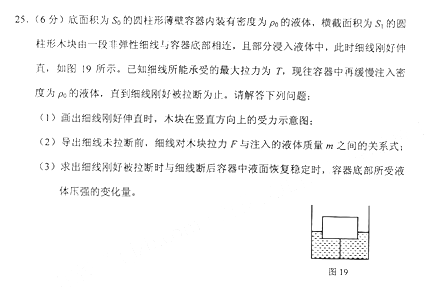 25.（6 分）底面积为 S₀的圆柱形薄壁容器内装有密度为 ρ₀的液体，横截面积为 S₁的圆
柱形木块由一段非弹性细线与容器底部相连，且部分浸入液体中，此时细线刚好伸
直，如图 19 所示。已知细线所能承受的最大拉力为 T，现往容器中再缓慢注入密
度为 ρ₀的液体，直到细线刚好被拉断为止。请解答下列问题：
（1）画出细线刚好伸直时，木块在竖直方向上的受力示意图；
（2）导出细线未拉断前，细线对木块拉力 F 与注入的液体质量 m 之间的关系式；
（3）求出细线刚好被拉断时与细线断后容器中液面恢复稳定时，容器底部所受液
体压强的变化量。
图 19